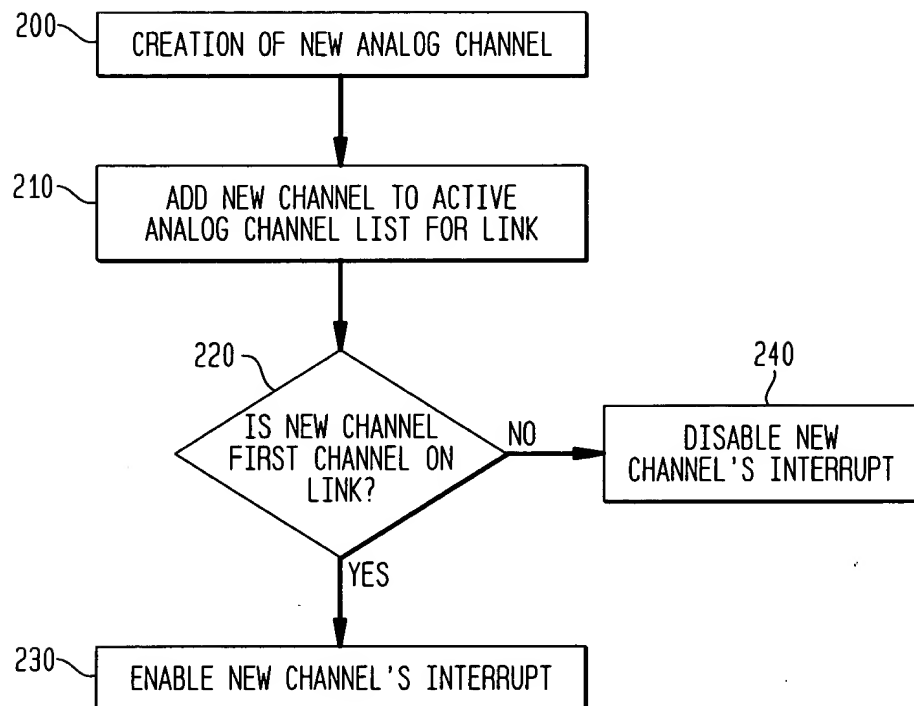 200
CREATION OF NEW ANALOG CHANNEL
210
ADD NEW CHANNEL TO ACTIVE
ANALOG CHANNEL LIST FOR LINK
220
IS NEW CHANNEL
FIRST CHANNEL ON
LINK?
NO
240
DISABLE NEW
CHANNEL'S INTERRUPT
YES
230
ENABLE NEW CHANNEL'S INTERRUPT